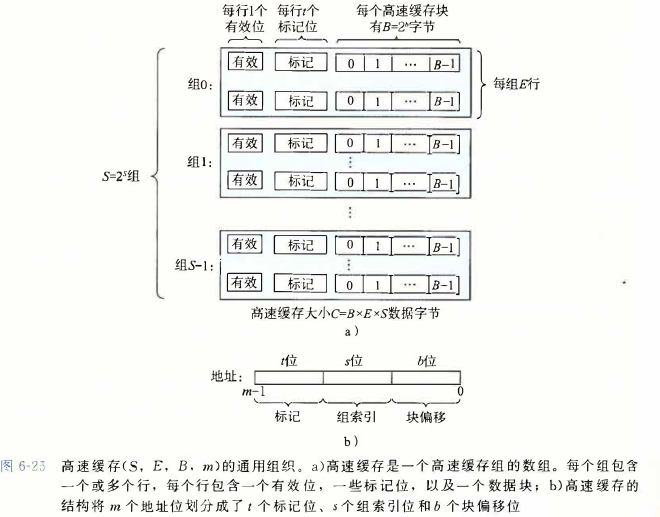 每行1个 每行t个 每个高速缓存块
有效位 标记位 有B=2^b字节
有效 标记 0 1 … B-1
组0: 每组E行
有效 标记 0 1 … B-1
有效 标记 0 1 … B-1
组1: ⋮
S=2^s组
有效 标记 0 1 … B-1
⋮
有效 标记 0 1 … B-1
组S-1: ⋮
有效 标记 0 1 … B-1
高速缓存大小C=B×E×S数据字节
a)
t位 s位 b位
地址:
m-1 0
标记 组索引 块偏移
b)
图 6-25 高速缓存(S, E, B, m)的通用组织。a)高速缓存是一个高速缓存组的数组。每个组包含
一个或多个行，每个行包含一个有效位，一些标记位，以及一个数据块；b)高速缓存的
结构将 m 个地址位划分成了 t 个标记位、s个组索引位和 b 个块偏移位